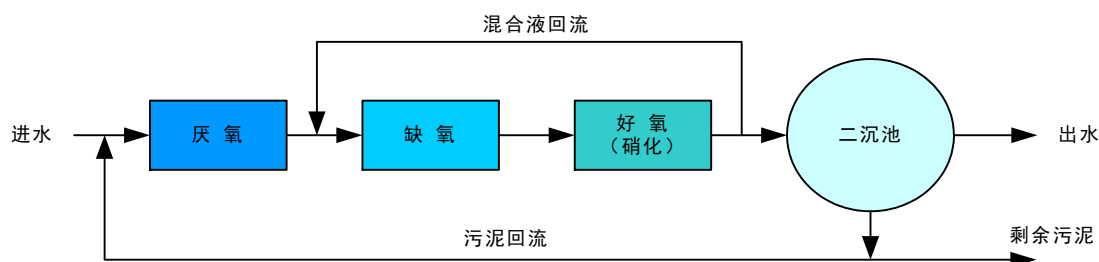 混合液回流
进水
厌 氧
缺 氧
好 氧
（硝化）
二沉池
出水
污泥回流
剩余污泥